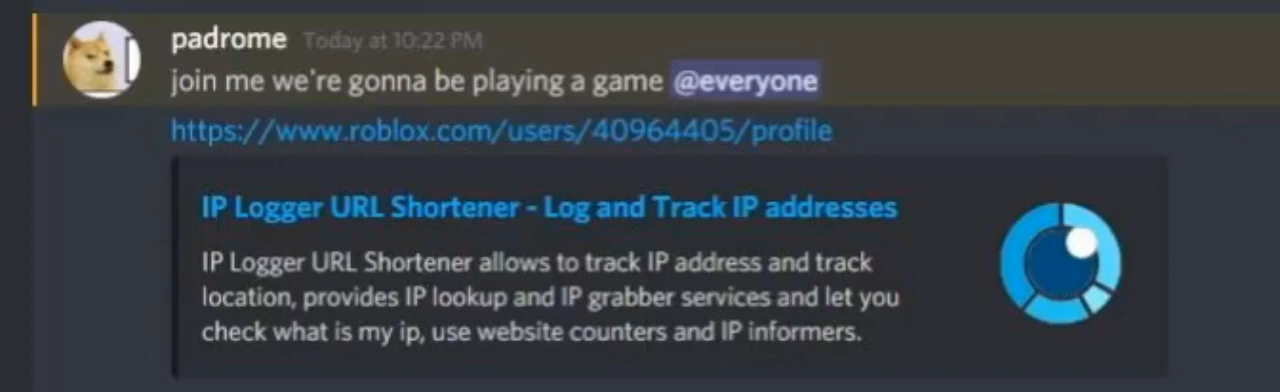 padrome Today at 10:22 PM
join me we're gonna be playing a game @everyone
https://www.roblox.com/users/40964405/profile
IP Logger URL Shortener - Log and Track IP addresses
IP Logger URL Shortener allows to track IP address and track
location, provides IP lookup and IP grabber services and let you
check what is my ip, use website counters and IP informers.